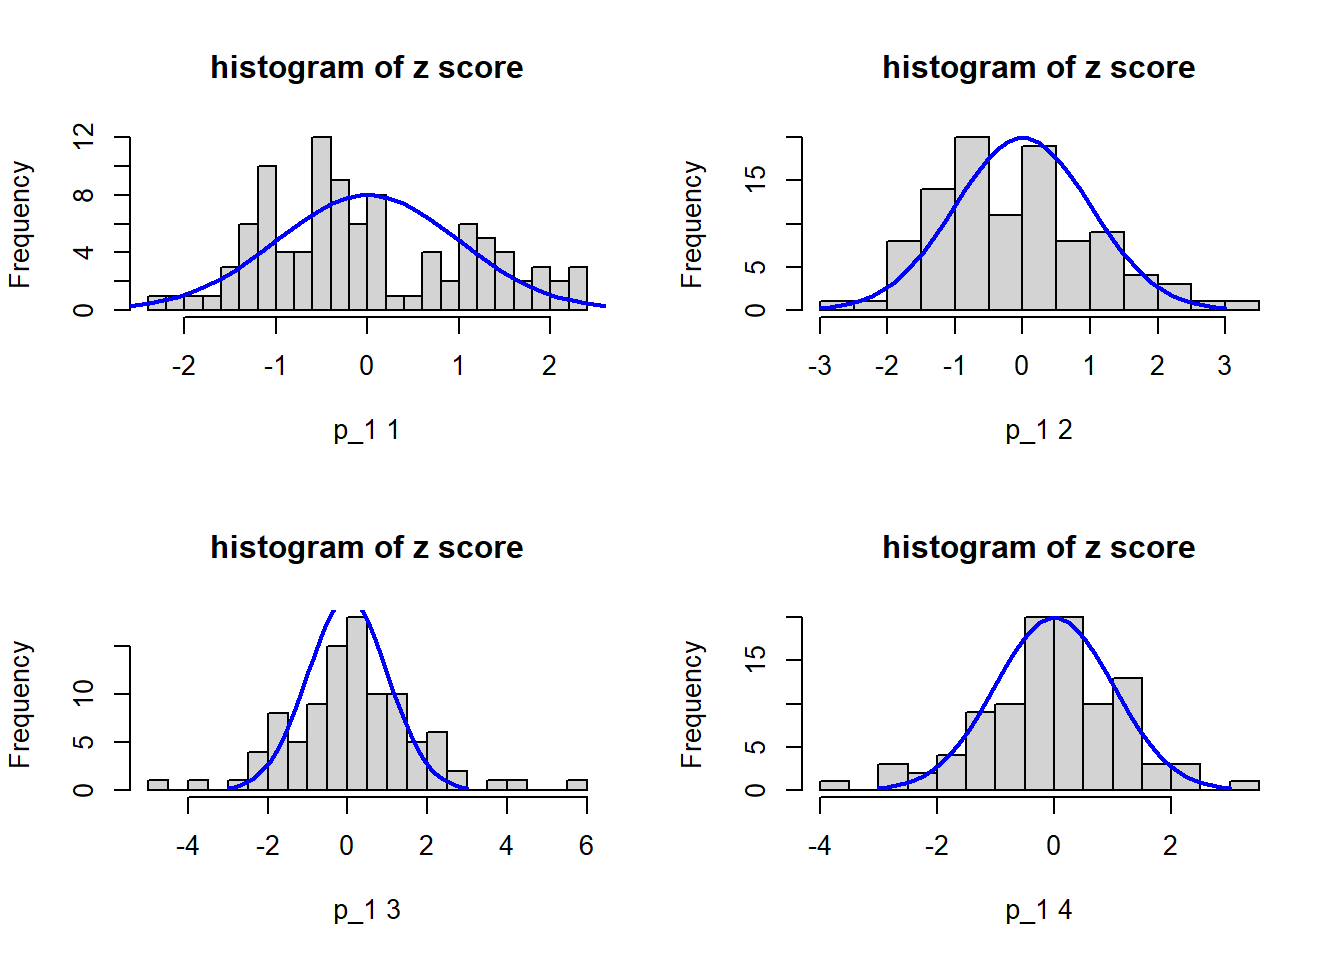 histogram of z score
Frequency
12
8
4
0
-2 -1 0 1 2
p_1 1
histogram of z score
Frequency
15
5
0
-3 -2 -1 0 1 2 3
p_1 2
histogram of z score
Frequency
10
5
0
-4 -2 0 2 4 6
p_1 3
histogram of z score
Frequency
15
5
0
-4 -2 0 2
p_1 4